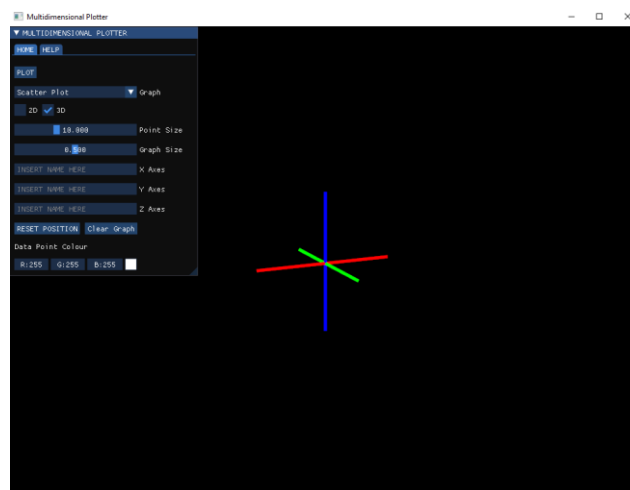 Multidimensional Plotter
MULTIDIMENSIONAL PLOTTER
HOME HELP
PLOT
Scatter Plot Graph
2D 3D
10.000 Point Size
0.500 Graph Size
INSERT NAME HERE X Axes
INSERT NAME HERE Y Axes
INSERT NAME HERE Z Axes
RESET POSITION Clear Graph
Data Point Colour
R:255 G:255 B:255